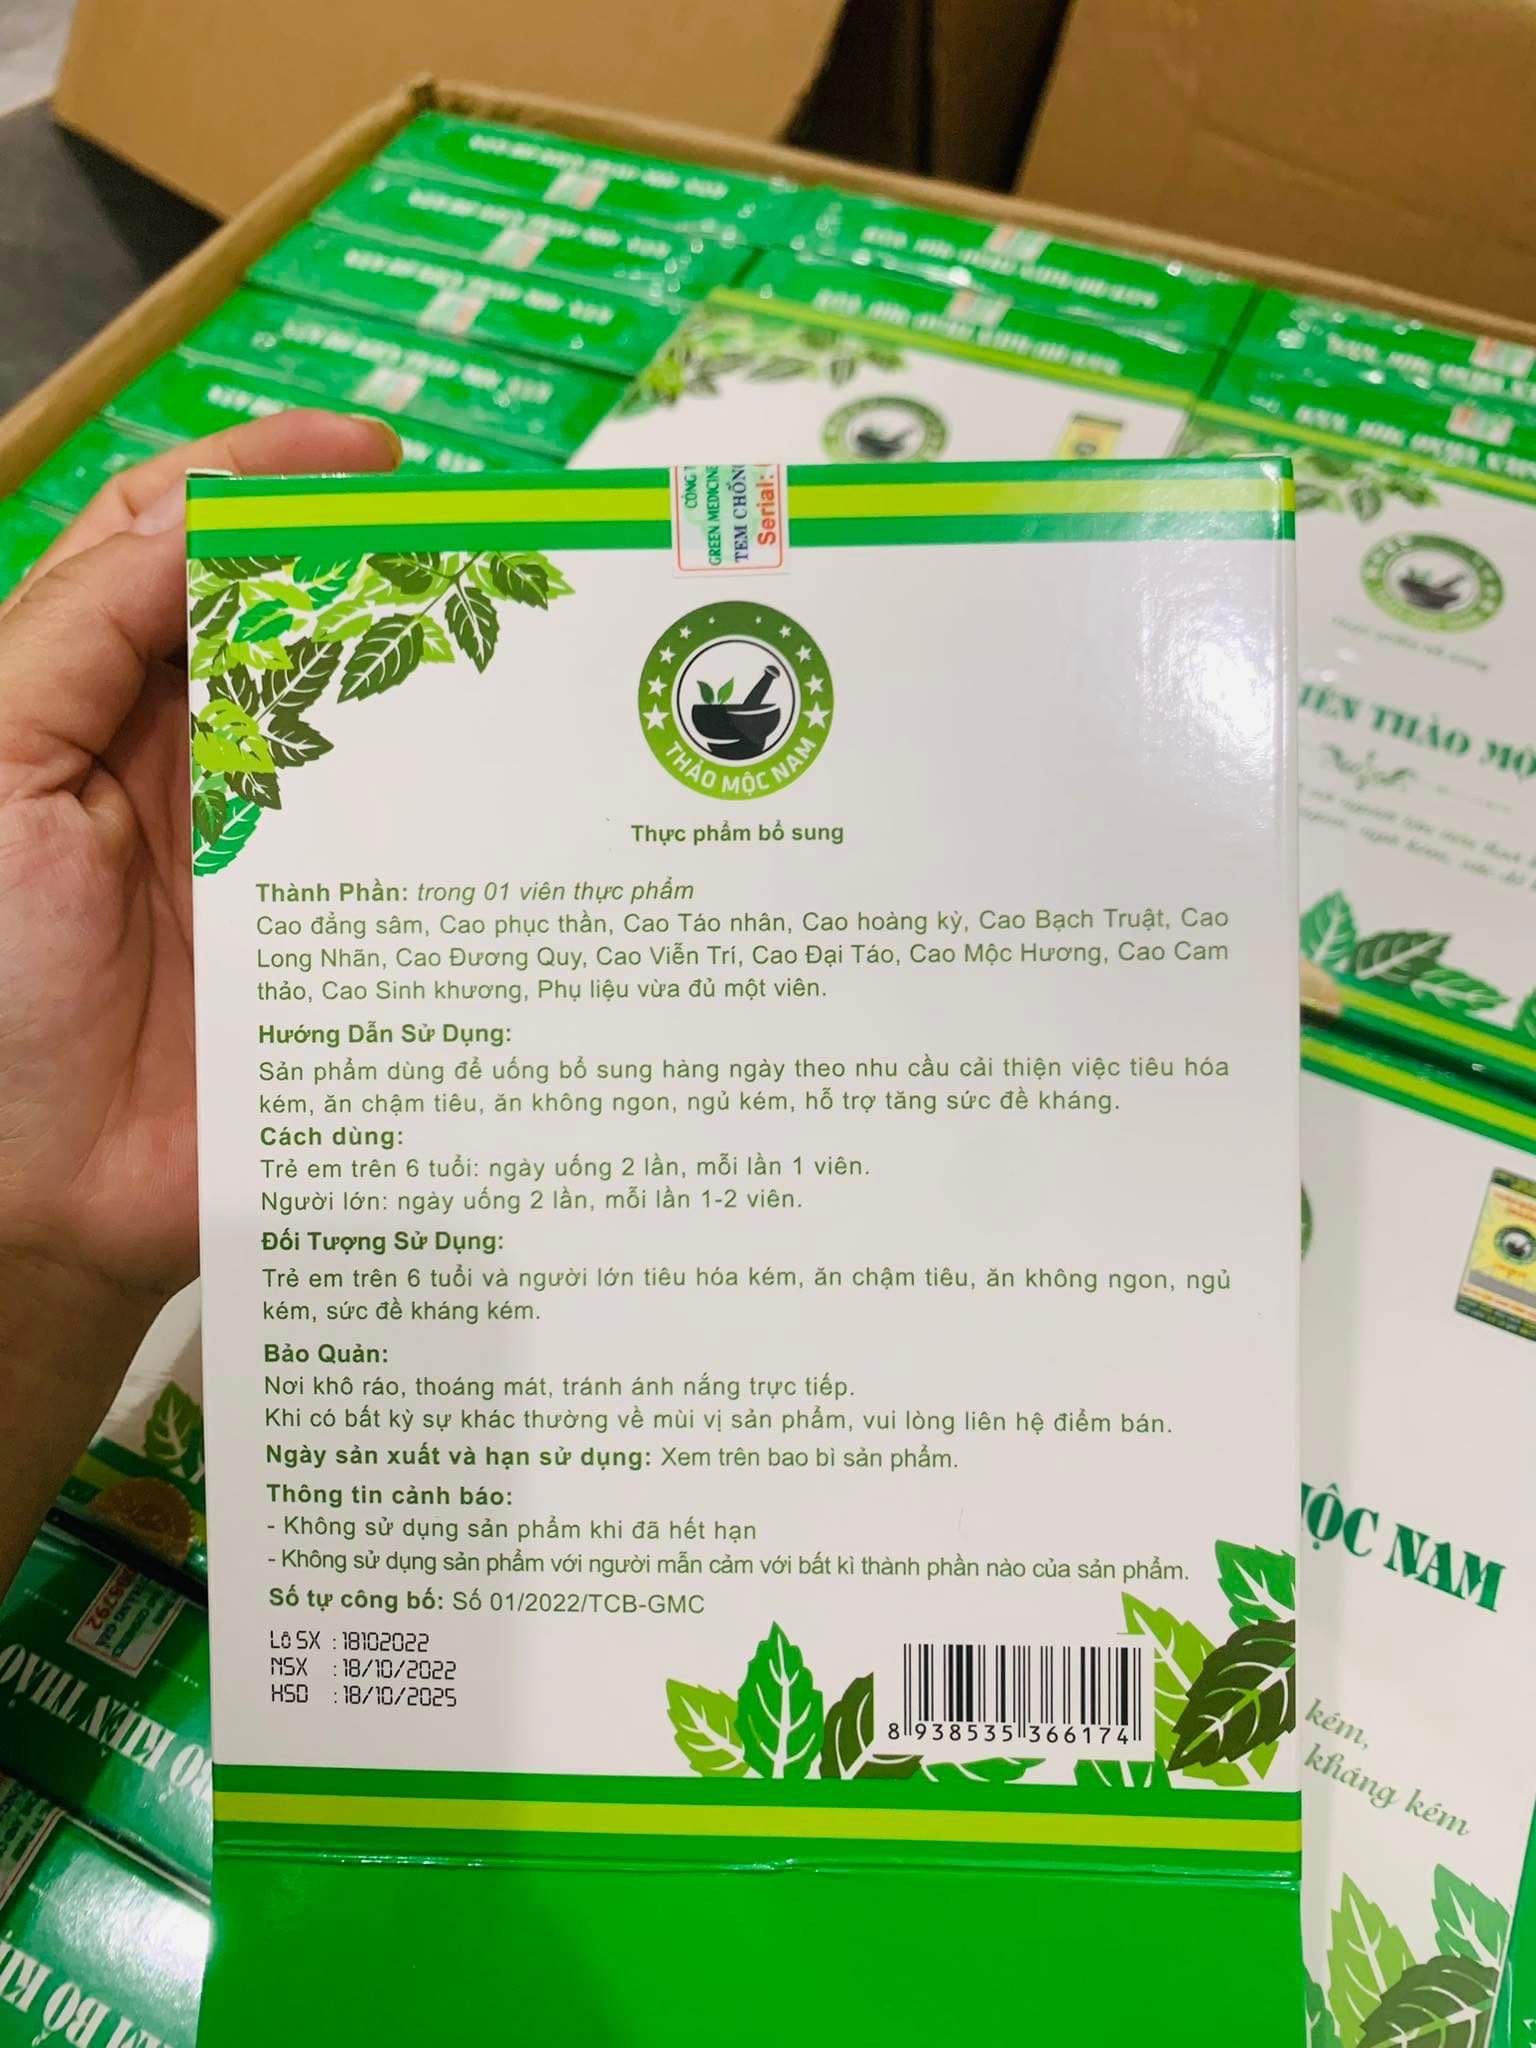 CÔNG T
GREEN MEDICINE
TEM CHỐNG
Serial:
THẢO MỘC NAM
Thực phẩm bổ sung
Thành Phần: trong 01 viên thực phẩm
Cao đẳng sâm, Cao phục thần, Cao Táo nhân, Cao hoàng kỳ, Cao Bạch Truật, Cao
Long Nhãn, Cao Đương Quy, Cao Viễn Trí, Cao Đại Táo, Cao Mộc Hương, Cao Cam
thảo, Cao Sinh khương, Phụ liệu vừa đủ một viên.
Hướng Dẫn Sử Dụng:
Sản phẩm dùng để uống bổ sung hàng ngày theo nhu cầu cải thiện việc tiêu hóa
kém, ăn chậm tiêu, ăn không ngon, ngủ kém, hỗ trợ tăng sức đề kháng.
Cách dùng:
Trẻ em trên 6 tuổi: ngày uống 2 lần, mỗi lần 1 viên.
Người lớn: ngày uống 2 lần, mỗi lần 1-2 viên.
Đối Tượng Sử Dụng:
Trẻ em trên 6 tuổi và người lớn tiêu hóa kém, ăn chậm tiêu, ăn không ngon, ngủ
kém, sức đề kháng kém.
Bảo Quản:
Nơi khô ráo, thoáng mát, tránh ánh nắng trực tiếp.
Khi có bất kỳ sự khác thường về mùi vị sản phẩm, vui lòng liên hệ điểm bán.
Ngày sản xuất và hạn sử dụng: Xem trên bao bì sản phẩm.
Thông tin cảnh báo:
- Không sử dụng sản phẩm khi đã hết hạn
- Không sử dụng sản phẩm với người mẫn cảm với bất kì thành phần nào của sản phẩm.
Số tự công bố: Số 01/2022/TCB-GMC
Lô SX : 18102022
NSX : 18/10/2022
HSD : 18/10/2025
8 938535 366174
IÊN THẢO MỘ
ỘC NAM
kém,
kháng kém
BỔ KIỆN THẢO
M BỔ KI